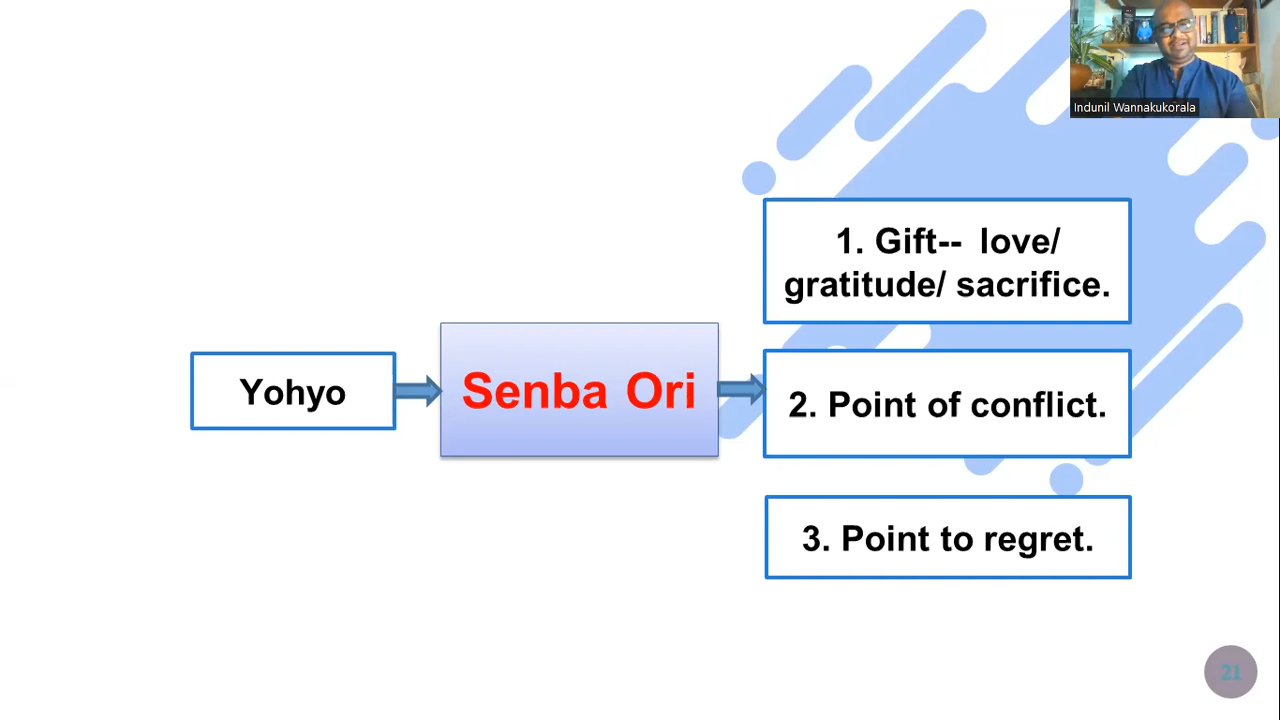 Indunil Wannakukorala
1. Gift-- love/
gratitude/ sacrifice.
Yohyo
Senba Ori
2. Point of conflict.
3. Point to regret.
21